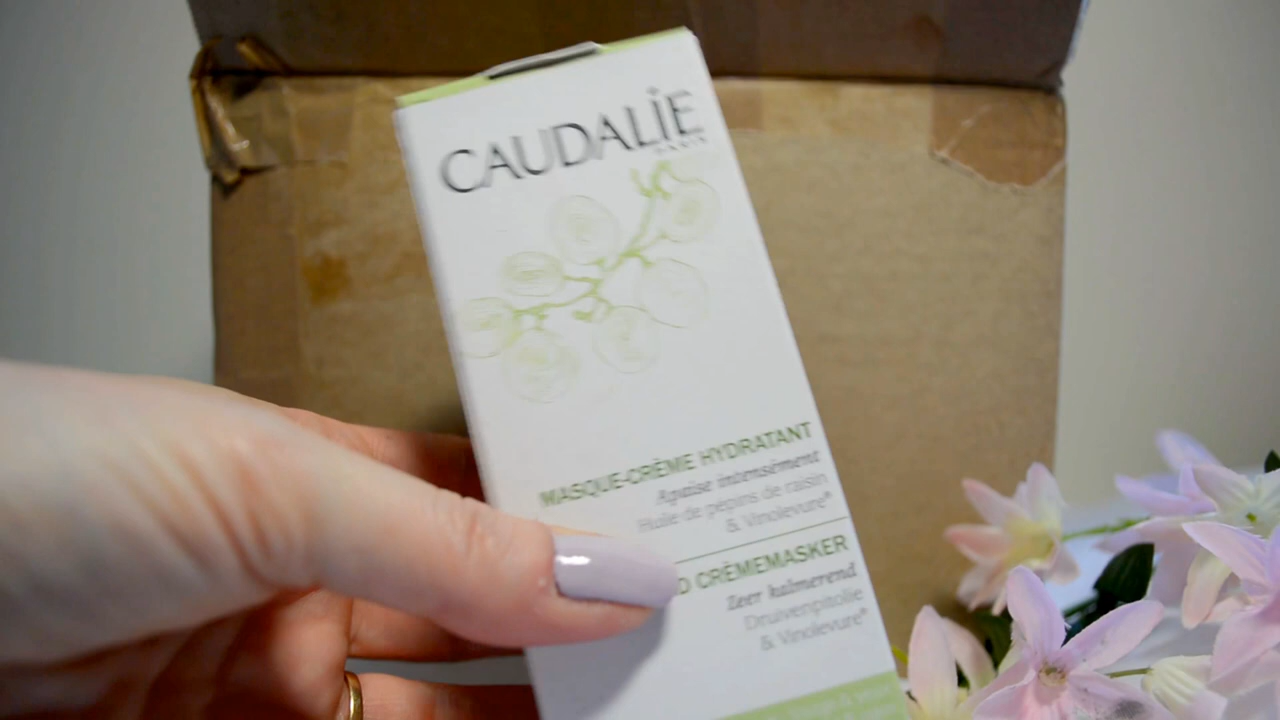 CAUDALIE
PARIS
MASQUE-CRÈME HYDRATANT
Apaise intensément
Huile de pépins de raisin
& Vinolevure®
D CRÈMEMASKER
Zeer kalmerend
Druivenpitolie
& Vinolevure®